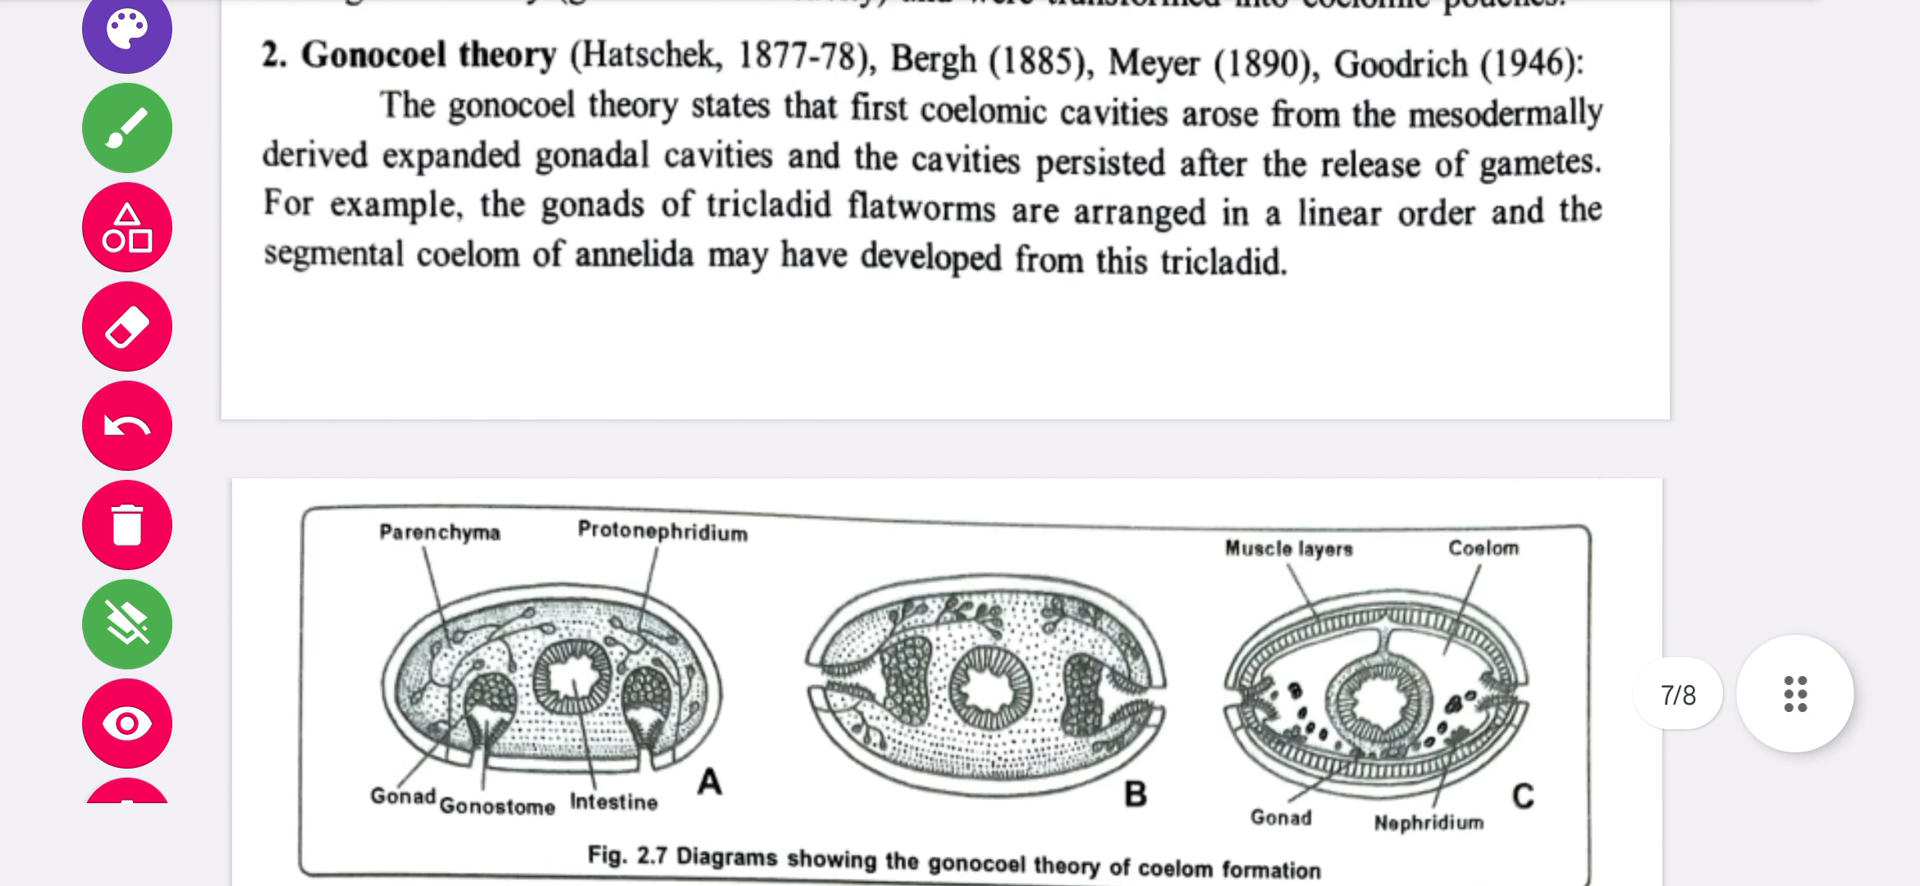 2. Gonocoel theory (Hatschek, 1877-78), Bergh (1885), Meyer (1890), Goodrich (1946):
The gonocoel theory states that first coelomic cavities arose from the mesodermally
derived expanded gonadal cavities and the cavities persisted after the release of gametes.
For example, the gonads of tricladid flatworms are arranged in a linear order and the
segmental coelom of annelida may have developed from this tricladid.
Parenchyma Protonephridium
Muscle layers Coelom
7/8
Gonad Gonostome Intestine A
B
Gonad Nephridium C
Fig. 2.7 Diagrams showing the gonocoel theory of coelom formation